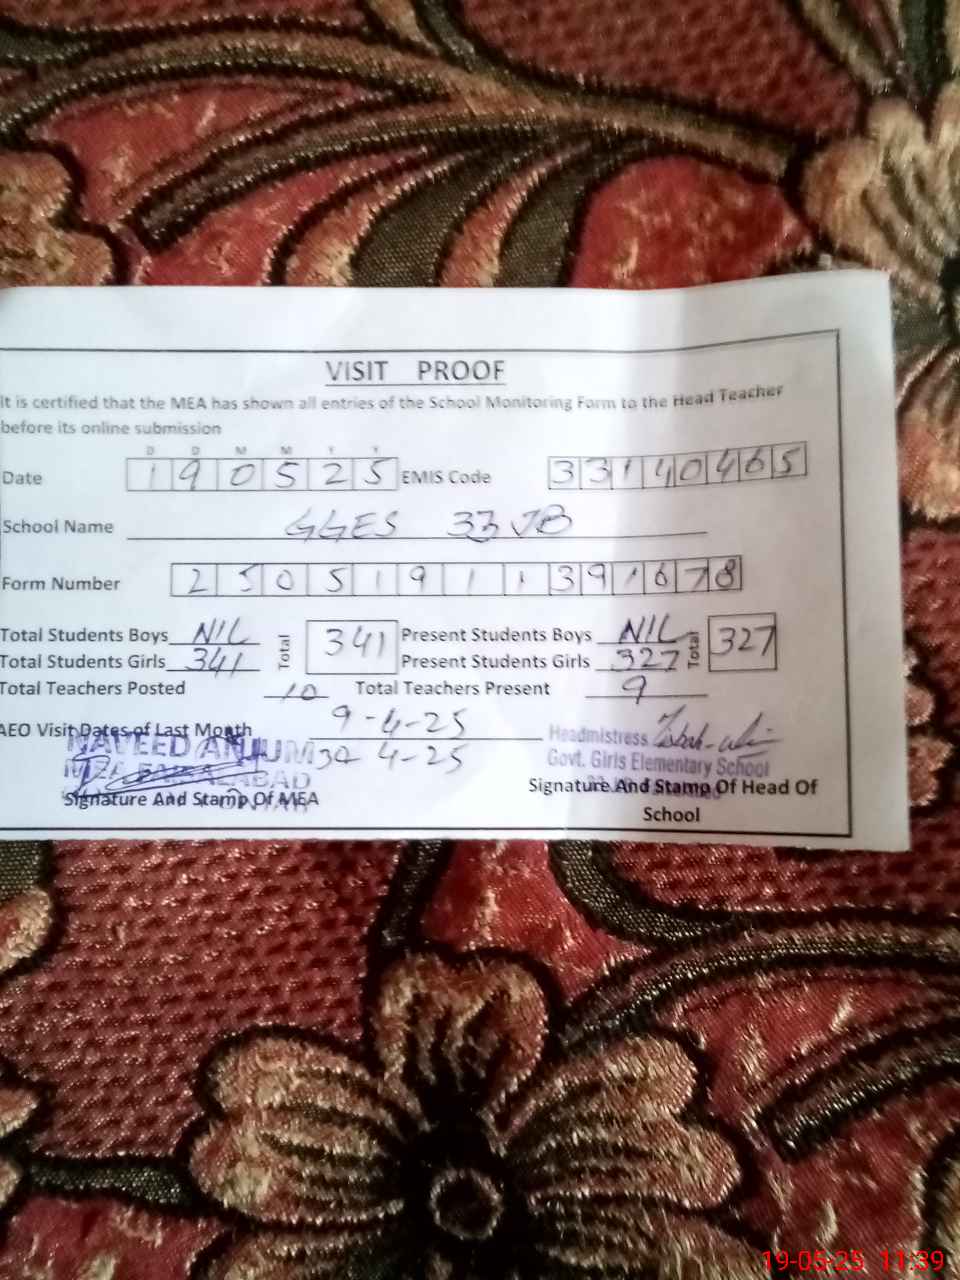 VISIT PROOF
It is certified that the MEA has shown all entries of the School Monitoring Form to the Head Teacher
before its online submission
D D M M Y Y
Date 1 9 0 5 2 5 EMIS Code 3 3 1 4 0 4 6 5
School Name GGES 33 JB
Form Number 2 5 0 5 1 9 1 1 3 9 1 6 7 8
Total Students Boys NIL Total 341 Present Students Boys NIL Total 327
Total Students Girls 341 Present Students Girls 327
Total Teachers Posted 10 Total Teachers Present 9
AEO Visit Dates of Last Month 9-4-25 Headmistress
NAVEED ANJUM 30 4-25 Govt. Girls Elementary School
MEA FAISALABAD
Signature And Stamp Of MEA Signature And Stamp Of Head Of
School
19-05-25 11:39